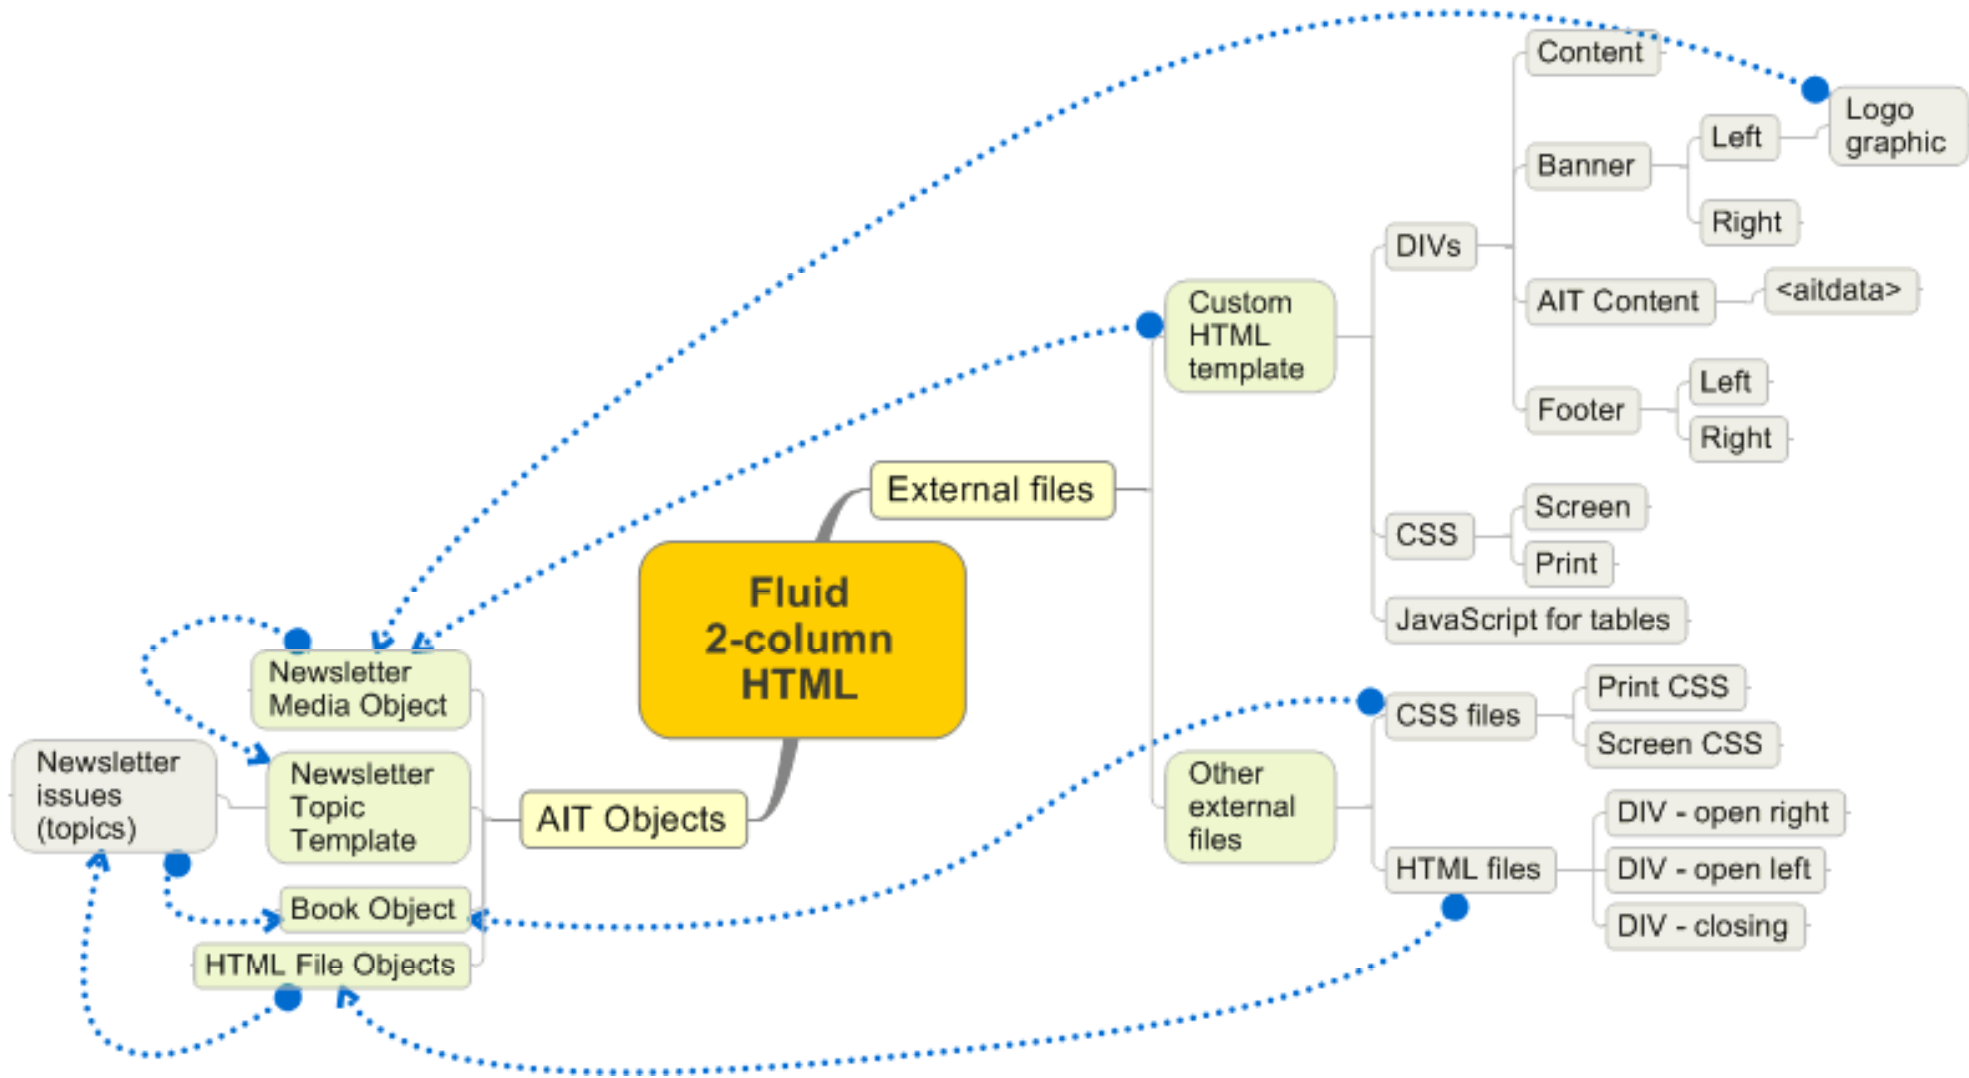 Fluid
2-column
HTML
External files
Custom
HTML
template
DIVs
Content
Banner
Left
Logo
graphic
Right
AIT Content
<aitdata>
Footer
Left
Right
CSS
Screen
Print
JavaScript for tables
Other
external
files
CSS files
Print CSS
Screen CSS
HTML files
DIV - open right
DIV - open left
DIV - closing
AIT Objects
Newsletter
Media Object
Newsletter
Topic
Template
Newsletter
issues
(topics)
Book Object
HTML File Objects